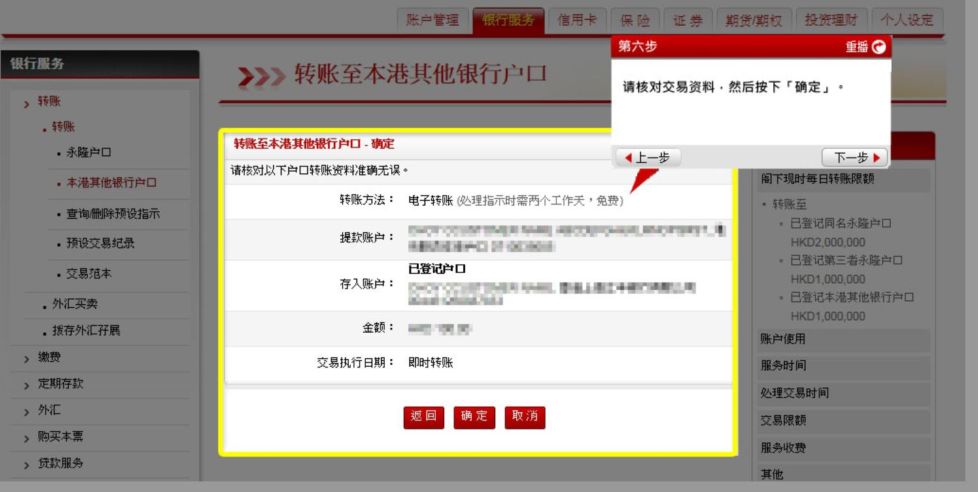 账户管理 银行服务 信用卡 保险 证券 期货/期权 投资理财 个人设定
第六步 重播
请核对交易资料，然后按下「确定」。
上一步 下一步
银行服务
转账
转账
永隆户口
本港其他银行户口
查询/删除预设指示
预设交易纪录
交易范本
外汇买卖
拨存外汇孖展
缴费
定期存款
外汇
购买本票
贷款服务
转账至本港其他银行户口
转账至本港其他银行户口 - 确定
请核对以下户口转账资料准确无误。
转账方法： 电子转账 (处理指示时需两个工作天，免费)
提款账户：
存入账户： 已登记户口
金额：
交易执行日期： 即时转账
返回 确定 取消
阁下现时每日转账限额
转账至
已登记同名永隆户口
HKD2,000,000
已登记第三者永隆户口
HKD1,000,000
已登记本港其他银行户口
HKD1,000,000
账户使用
服务时间
处理交易时间
交易限额
服务收费
其他